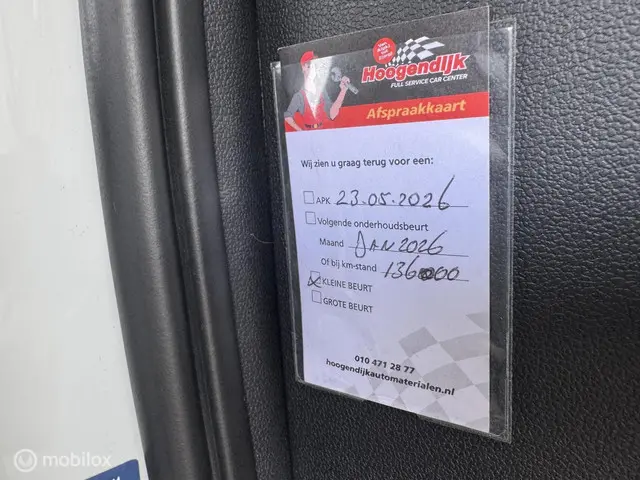 Hoogendijk
FULL SERVICE CAR CENTER
Afspraakkaart
Wij zien u graag terug voor een:
APK 23.05.2026
Volgende onderhoudsbeurt
Maand JAN 2026
Of bij km-stand 136000
KLEINE BEURT
GROTE BEURT
010 471 28 77
hoogendijkautomaterialen.nl
mobilox